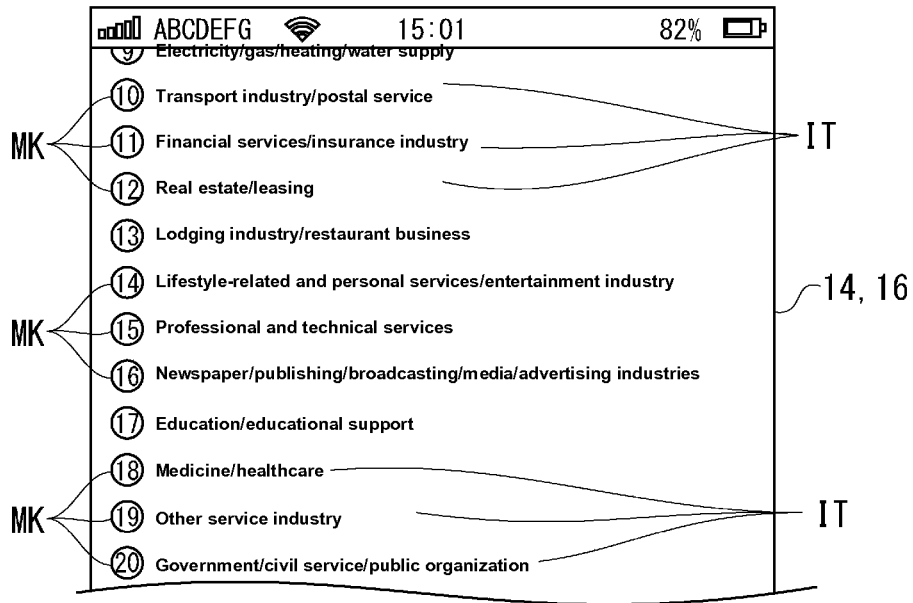 ABCDEFG 15:01 82%
9 Electricity/gas/heating/water supply
10 Transport industry/postal service
IT
MK 11 Financial services/insurance industry
12 Real estate/leasing
13 Lodging industry/restaurant business
14 Lifestyle-related and personal services/entertainment industry
14, 16
MK 15 Professional and technical services
16 Newspaper/publishing/broadcasting/media/advertising industries
17 Education/educational support
18 Medicine/healthcare
MK 19 Other service industry IT
20 Government/civil service/public organization